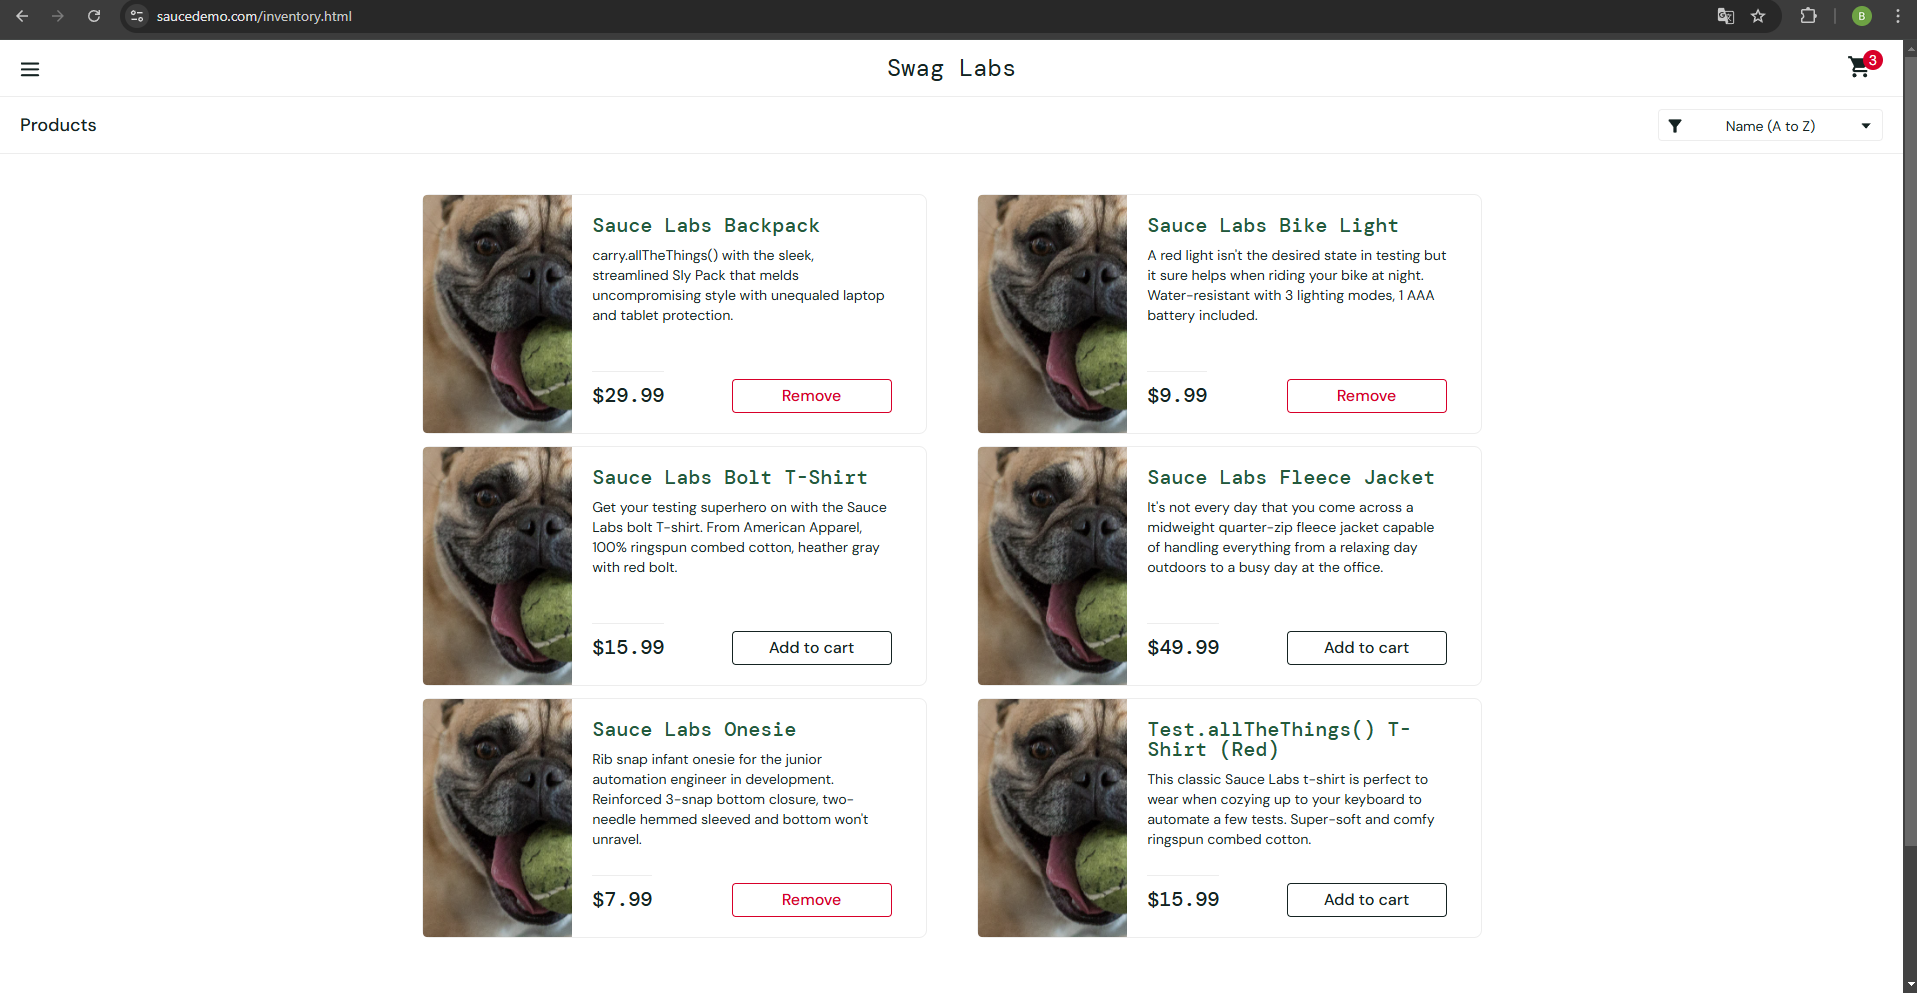 saucedemo.com/inventory.html
B
Swag Labs
3
Products
Name (A to Z)
Sauce Labs Backpack
carry.allTheThings() with the sleek,
streamlined Sly Pack that melds
uncompromising style with unequaled laptop
and tablet protection.
$29.99
Remove
Sauce Labs Bike Light
A red light isn't the desired state in testing but
it sure helps when riding your bike at night.
Water-resistant with 3 lighting modes, 1 AAA
battery included.
$9.99
Remove
Sauce Labs Bolt T-Shirt
Get your testing superhero on with the Sauce
Labs bolt T-shirt. From American Apparel,
100% ringspun combed cotton, heather gray
with red bolt.
$15.99
Add to cart
Sauce Labs Fleece Jacket
It's not every day that you come across a
midweight quarter-zip fleece jacket capable
of handling everything from a relaxing day
outdoors to a busy day at the office.
$49.99
Add to cart
Sauce Labs Onesie
Rib snap infant onesie for the junior
automation engineer in development.
Reinforced 3-snap bottom closure, two-
needle hemmed sleeved and bottom won't
unravel.
$7.99
Remove
Test.allTheThings() T-
Shirt (Red)
This classic Sauce Labs t-shirt is perfect to
wear when cozying up to your keyboard to
automate a few tests. Super-soft and comfy
ringspun combed cotton.
$15.99
Add to cart